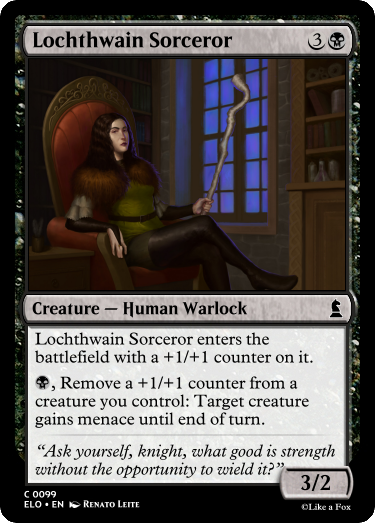 Lochthwain Sorceror 3
Creature — Human Warlock
Lochthwain Sorceror enters the
battlefield with a +1/+1 counter on it.
, Remove a +1/+1 counter from a
creature you control: Target creature
gains menace until end of turn.
“Ask yourself, knight, what good is strength
without the opportunity to wield it?”
3/2
C 0099
ELO • EN Renato Leite
©Like a Fox